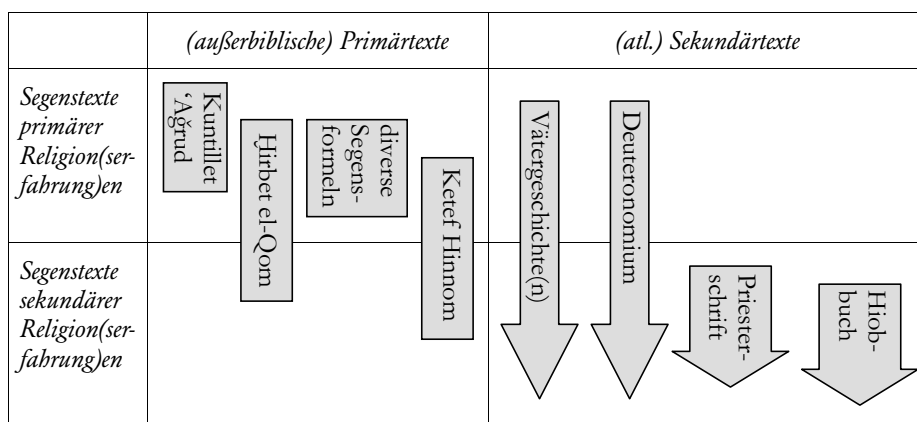 (außerbiblische) Primärtexte
(atl.) Sekundärtexte
Segenstexte
primärer
Religion(ser-
fahrung)en
Kuntillet
ʿAǧrud
Ḫirbet el-Qom
diverse
Segens-
formeln
Ketef Hinnom
Vätergeschichte(n)
Deuteronomium
Segenstexte
sekundärer
Religion(ser-
fahrung)en
Priester-
schrift
Hiob-
buch